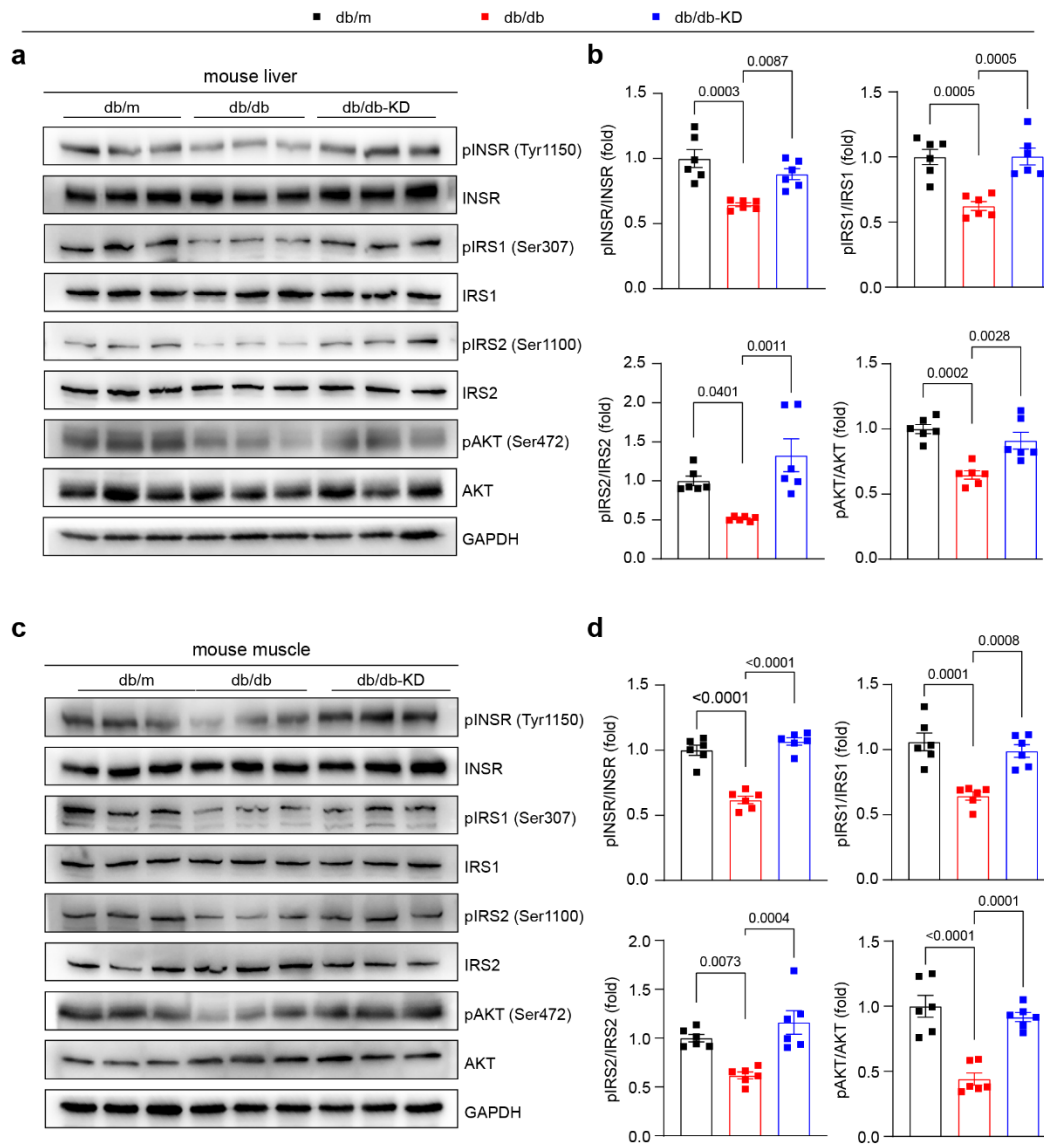 db/m db/db db/db-KD
a
mouse liver
db/m db/db db/db-KD
pINSR (Tyr1150)
INSR
pIRS1 (Ser307)
IRS1
pIRS2 (Ser1100)
IRS2
pAKT (Ser472)
AKT
GAPDH
b
pINSR/INSR (fold)
1.5
1.0
0.5
0.0
0.0003
0.0087
pIRS1/IRS1 (fold)
1.5
1.0
0.5
0.0
0.0005
0.0005
pIRS2/IRS2 (fold)
2.5
2.0
1.5
1.0
0.5
0.0
0.0401
0.0011
pAKT/AKT (fold)
1.5
1.0
0.5
0.0
0.0002
0.0028
c
mouse muscle
db/m db/db db/db-KD
pINSR (Tyr1150)
INSR
pIRS1 (Ser307)
IRS1
pIRS2 (Ser1100)
IRS2
pAKT (Ser472)
AKT
GAPDH
d
pINSR/INSR (fold)
1.5
1.0
0.5
0.0
<0.0001
<0.0001
pIRS1/IRS1 (fold)
1.5
1.0
0.5
0.0
0.0001
0.0008
pIRS2/IRS2 (fold)
2.0
1.5
1.0
0.5
0.0
0.0073
0.0004
pAKT/AKT (fold)
1.5
1.0
0.5
0.0
<0.0001
0.0001